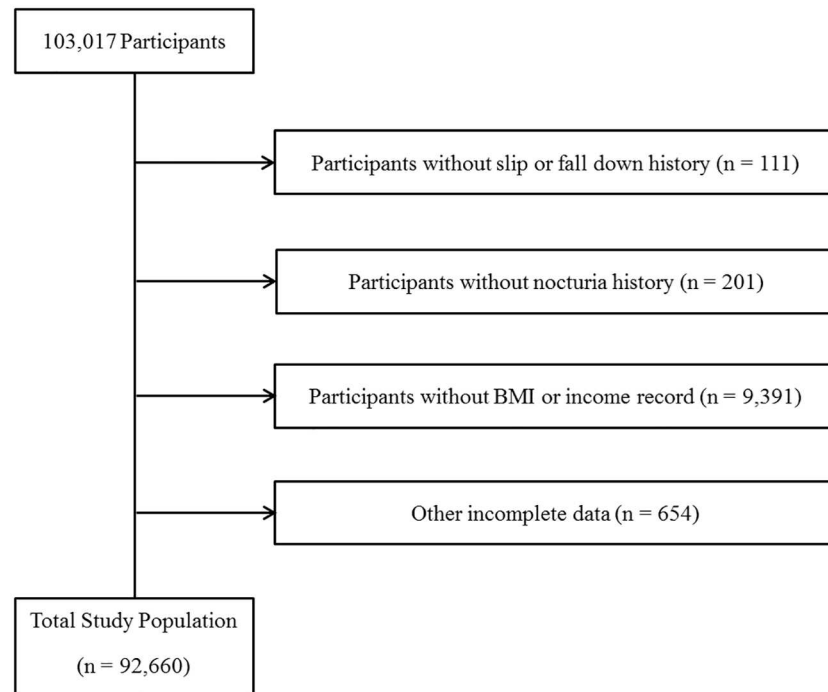 103,017 Participants
Participants without slip or fall down history (n = 111)
Participants without nocturia history (n = 201)
Participants without BMI or income record (n = 9,391)
Other incomplete data (n = 654)
Total Study Population
(n = 92,660)